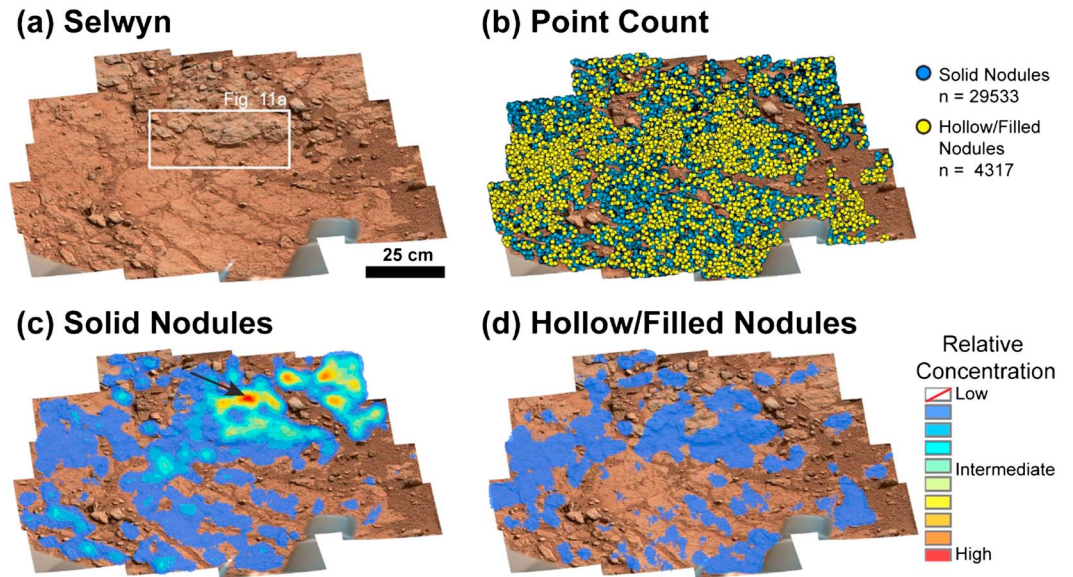 (a) Selwyn
Fig. 11a
25 cm
(b) Point Count
Solid Nodules
n = 29533
Hollow/Filled
Nodules
n = 4317
(c) Solid Nodules
(d) Hollow/Filled Nodules
Relative
Concentration
Low
Intermediate
High